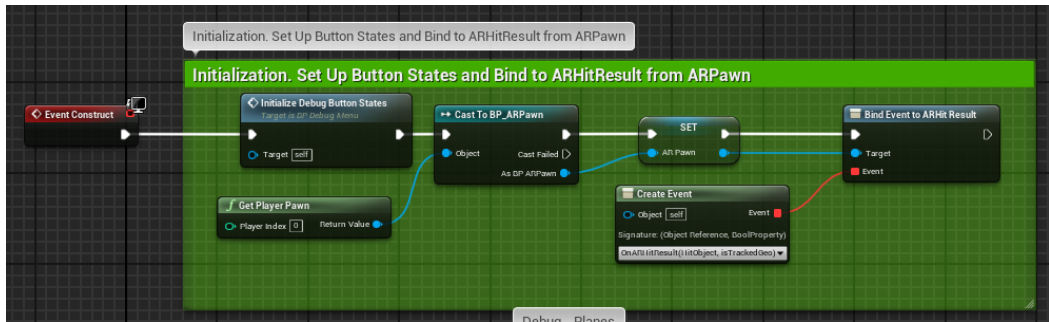 Initialization. Set Up Button States and Bind to ARHitResult from ARPawn
Initialization. Set Up Button States and Bind to ARHitResult from ARPawn
Event Construct
Initialize Debug Button States
Target is BP Debug Menu
Target self
Cast To BP_ARPawn
Object
Cast Failed
As BP ARPawn
SET
AR Pawn
Bind Event to ARHit Result
Target
Event
Get Player Pawn
Player Index 0
Return Value
Create Event
Object self
Event
Signature: (Object Reference, BoolProperty)
OnARHitResult(HitObject, isTrackedGeo)
Debug - Planes